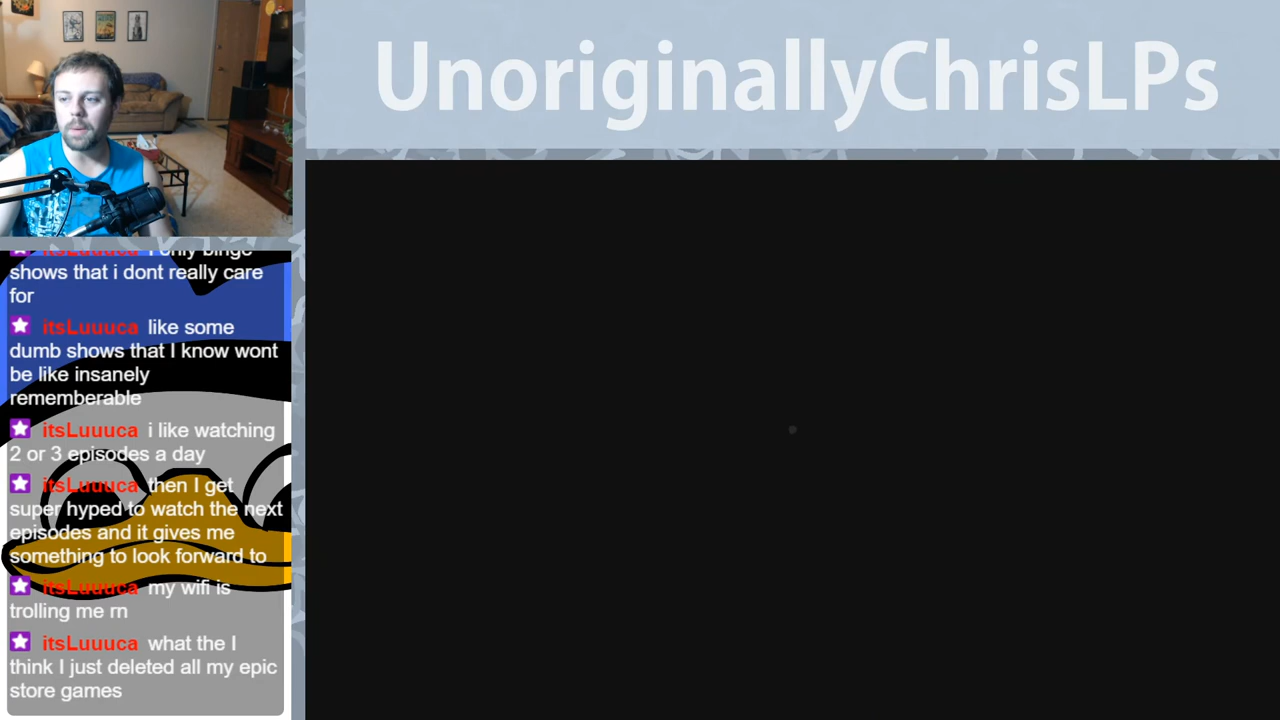 UnoriginallyChrisLPs
itsLuuuca i only binge
shows that i dont really care
for
itsLuuuca like some
dumb shows that I know wont
be like insanely
rememberable
itsLuuuca i like watching
2 or 3 episodes a day
itsLuuuca then I get
super hyped to watch the next
episodes and it gives me
something to look forward to
itsLuuuca my wifi is
trolling me rn
itsLuuuca what the I
think I just deleted all my epic
store games